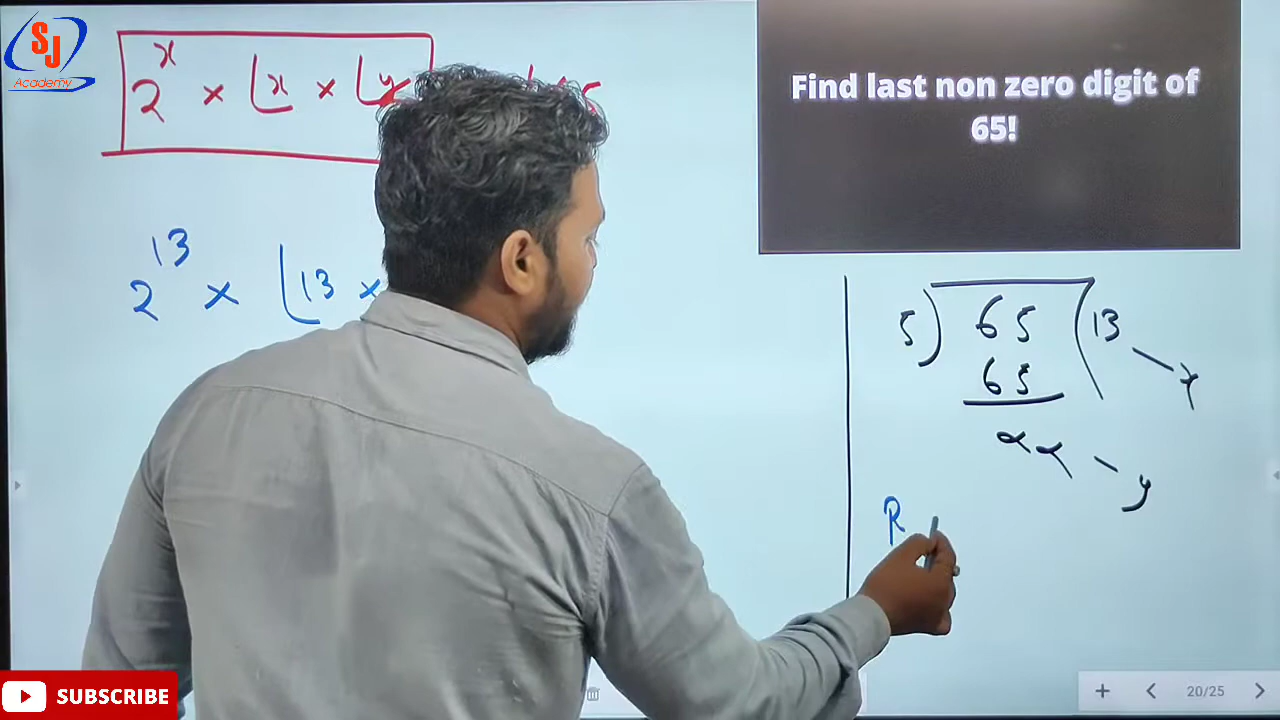 SJ
Academy
2^x × ⌊x × ⌊y
Find last non zero digit of
65!
2^13 × ⌊13 ×
5) 65 (13
65
x
y
R
SUBSCRIBE
20/25